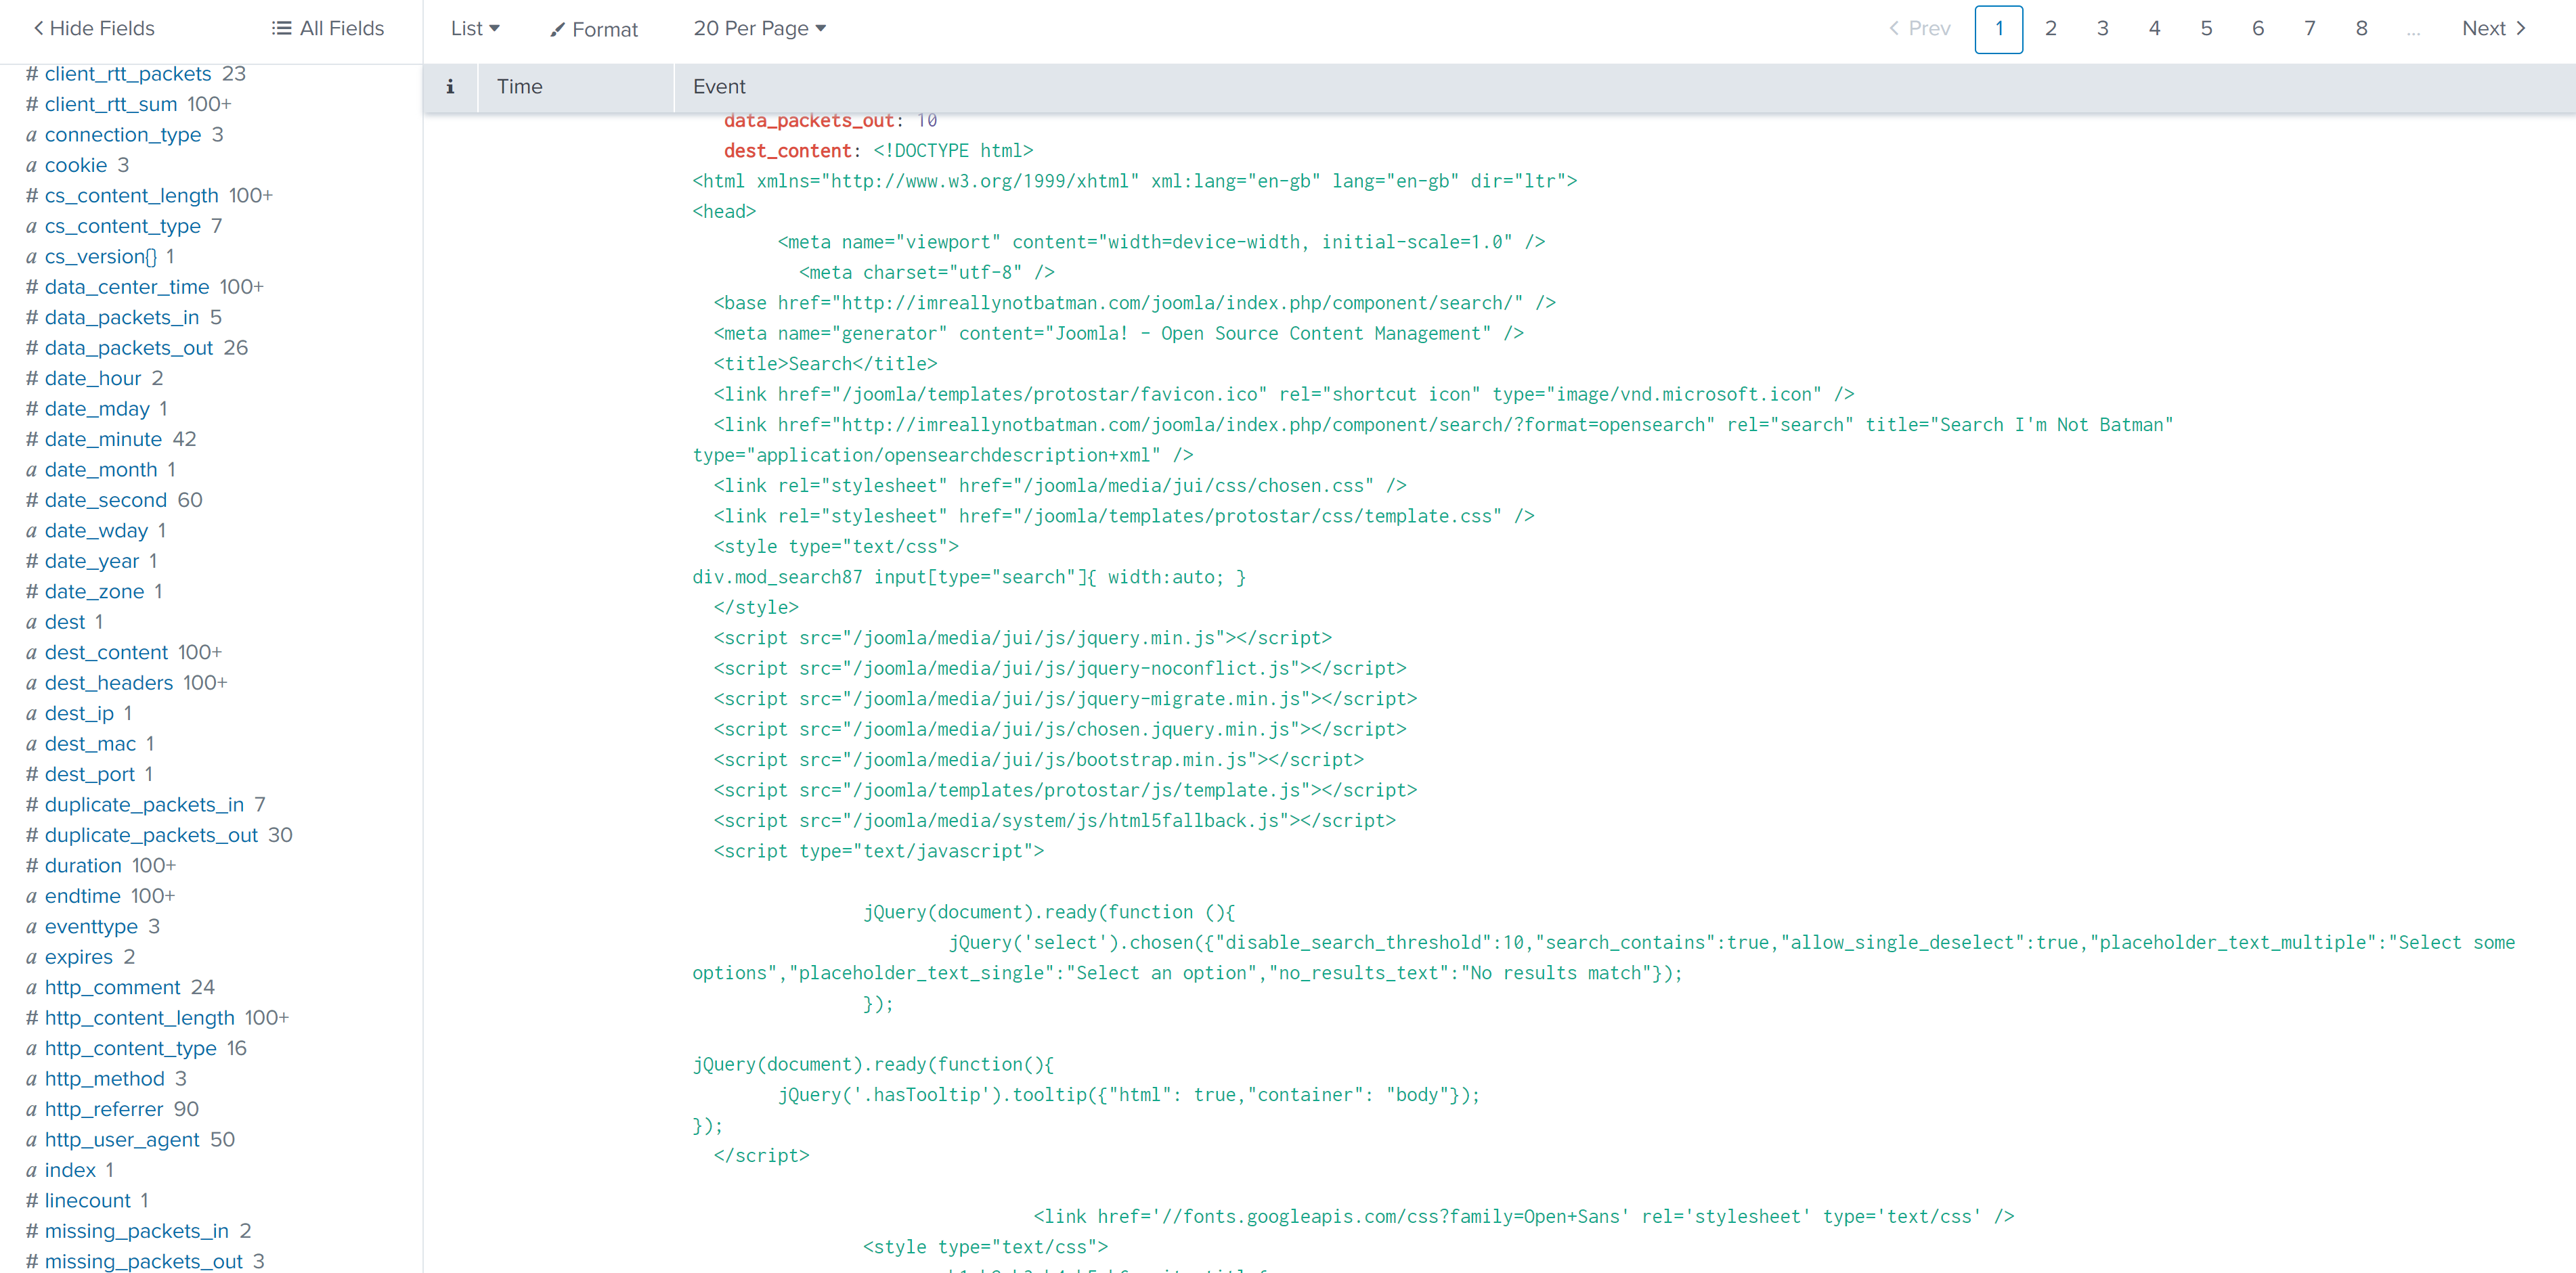 Hide Fields
All Fields
List
Format
20 Per Page
Prev
1
2
3
4
5
6
7
8
...
Next
# client_rtt_packets 23
# client_rtt_sum 100+
a connection_type 3
a cookie 3
# cs_content_length 100+
a cs_content_type 7
a cs_version{} 1
# data_center_time 100+
# data_packets_in 5
# data_packets_out 26
# date_hour 2
# date_mday 1
# date_minute 42
a date_month 1
# date_second 60
a date_wday 1
# date_year 1
# date_zone 1
a dest 1
a dest_content 100+
a dest_headers 100+
a dest_ip 1
a dest_mac 1
# dest_port 1
# duplicate_packets_in 7
# duplicate_packets_out 30
# duration 100+
a endtime 100+
a eventtype 3
a expires 2
a http_comment 24
# http_content_length 100+
a http_content_type 16
a http_method 3
a http_referrer 90
a http_user_agent 50
a index 1
# linecount 1
# missing_packets_in 2
# missing_packets_out 3
i
Time
Event
data_packets_out: 10
dest_content: <!DOCTYPE html>
<html xmlns="http://www.w3.org/1999/xhtml" xml:lang="en-gb" lang="en-gb" dir="ltr">
<head>
<meta name="viewport" content="width=device-width, initial-scale=1.0" />
<meta charset="utf-8" />
<base href="http://imreallynotbatman.com/joomla/index.php/component/search/" />
<meta name="generator" content="Joomla! - Open Source Content Management" />
<title>Search</title>
<link href="/joomla/templates/protostar/favicon.ico" rel="shortcut icon" type="image/vnd.microsoft.icon" />
<link href="http://imreallynotbatman.com/joomla/index.php/component/search/?format=opensearch" rel="search" title="Search I'm Not Batman"
type="application/opensearchdescription+xml" />
<link rel="stylesheet" href="/joomla/media/jui/css/chosen.css" />
<link rel="stylesheet" href="/joomla/templates/protostar/css/template.css" />
<style type="text/css">
div.mod_search87 input[type="search"]{ width:auto; }
</style>
<script src="/joomla/media/jui/js/jquery.min.js"></script>
<script src="/joomla/media/jui/js/jquery-noconflict.js"></script>
<script src="/joomla/media/jui/js/jquery-migrate.min.js"></script>
<script src="/joomla/media/jui/js/chosen.jquery.min.js"></script>
<script src="/joomla/media/jui/js/bootstrap.min.js"></script>
<script src="/joomla/templates/protostar/js/template.js"></script>
<script src="/joomla/media/system/js/html5fallback.js"></script>
<script type="text/javascript">
jQuery(document).ready(function (){
jQuery('select').chosen({"disable_search_threshold":10,"search_contains":true,"allow_single_deselect":true,"placeholder_text_multiple":"Select some
options","placeholder_text_single":"Select an option","no_results_text":"No results match"});
});
jQuery(document).ready(function(){
jQuery('.hasTooltip').tooltip({"html": true,"container": "body"});
});
</script>
<link href='//fonts.googleapis.com/css?family=Open+Sans' rel='stylesheet' type='text/css' />
<style type="text/css">